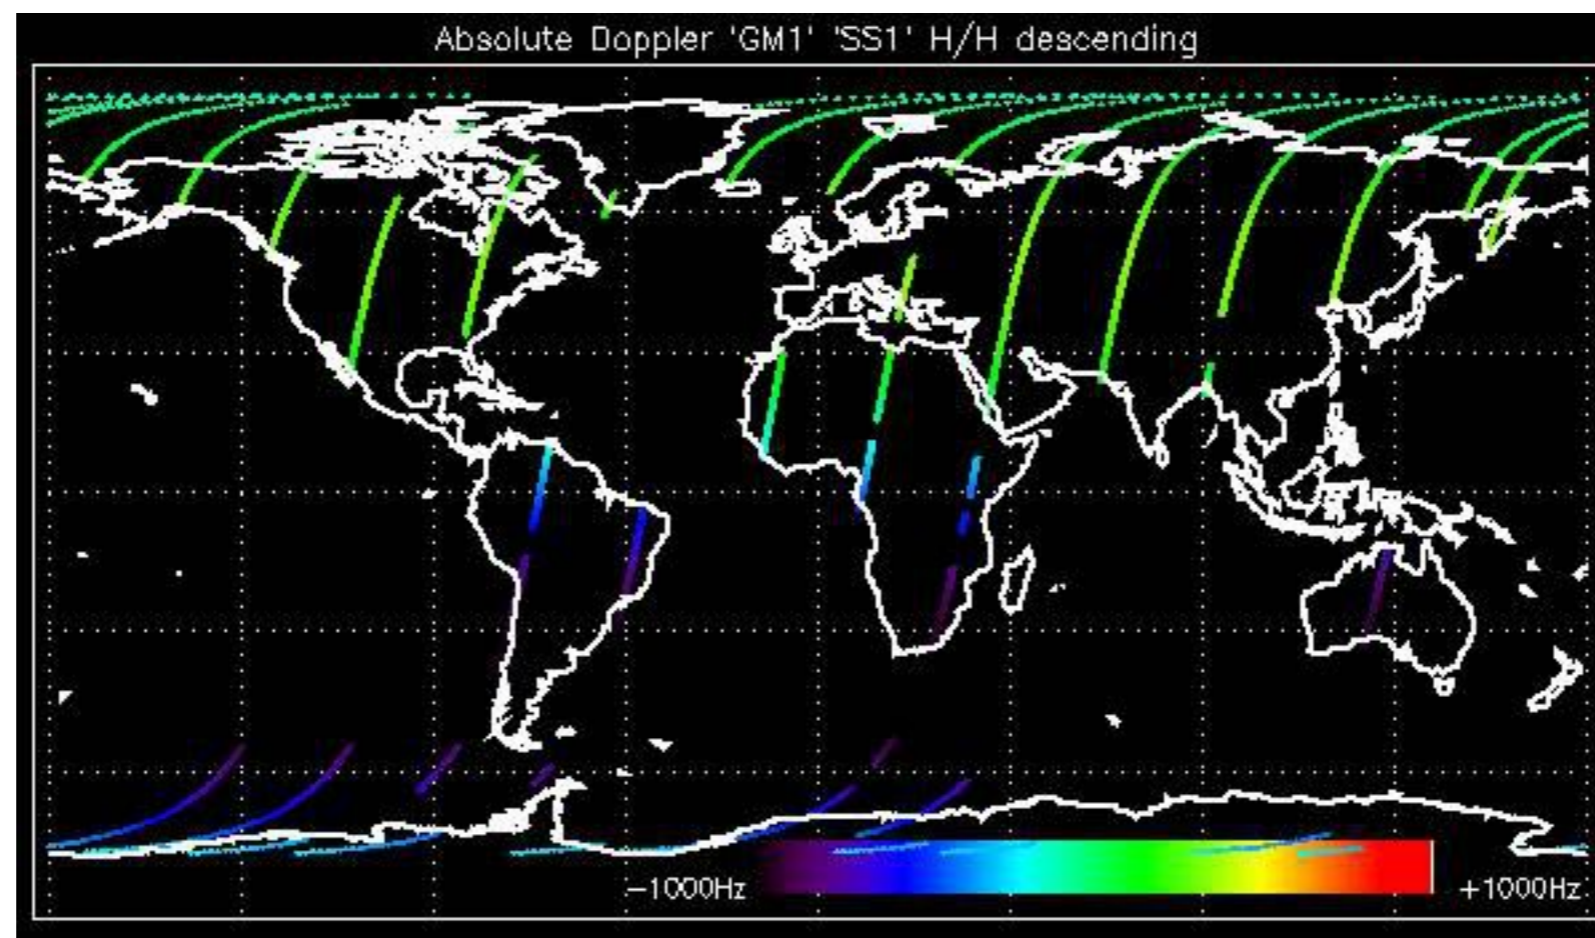 Absolute Doppler 'GM1' 'SS1' H/H descending
−1000Hz +1000Hz